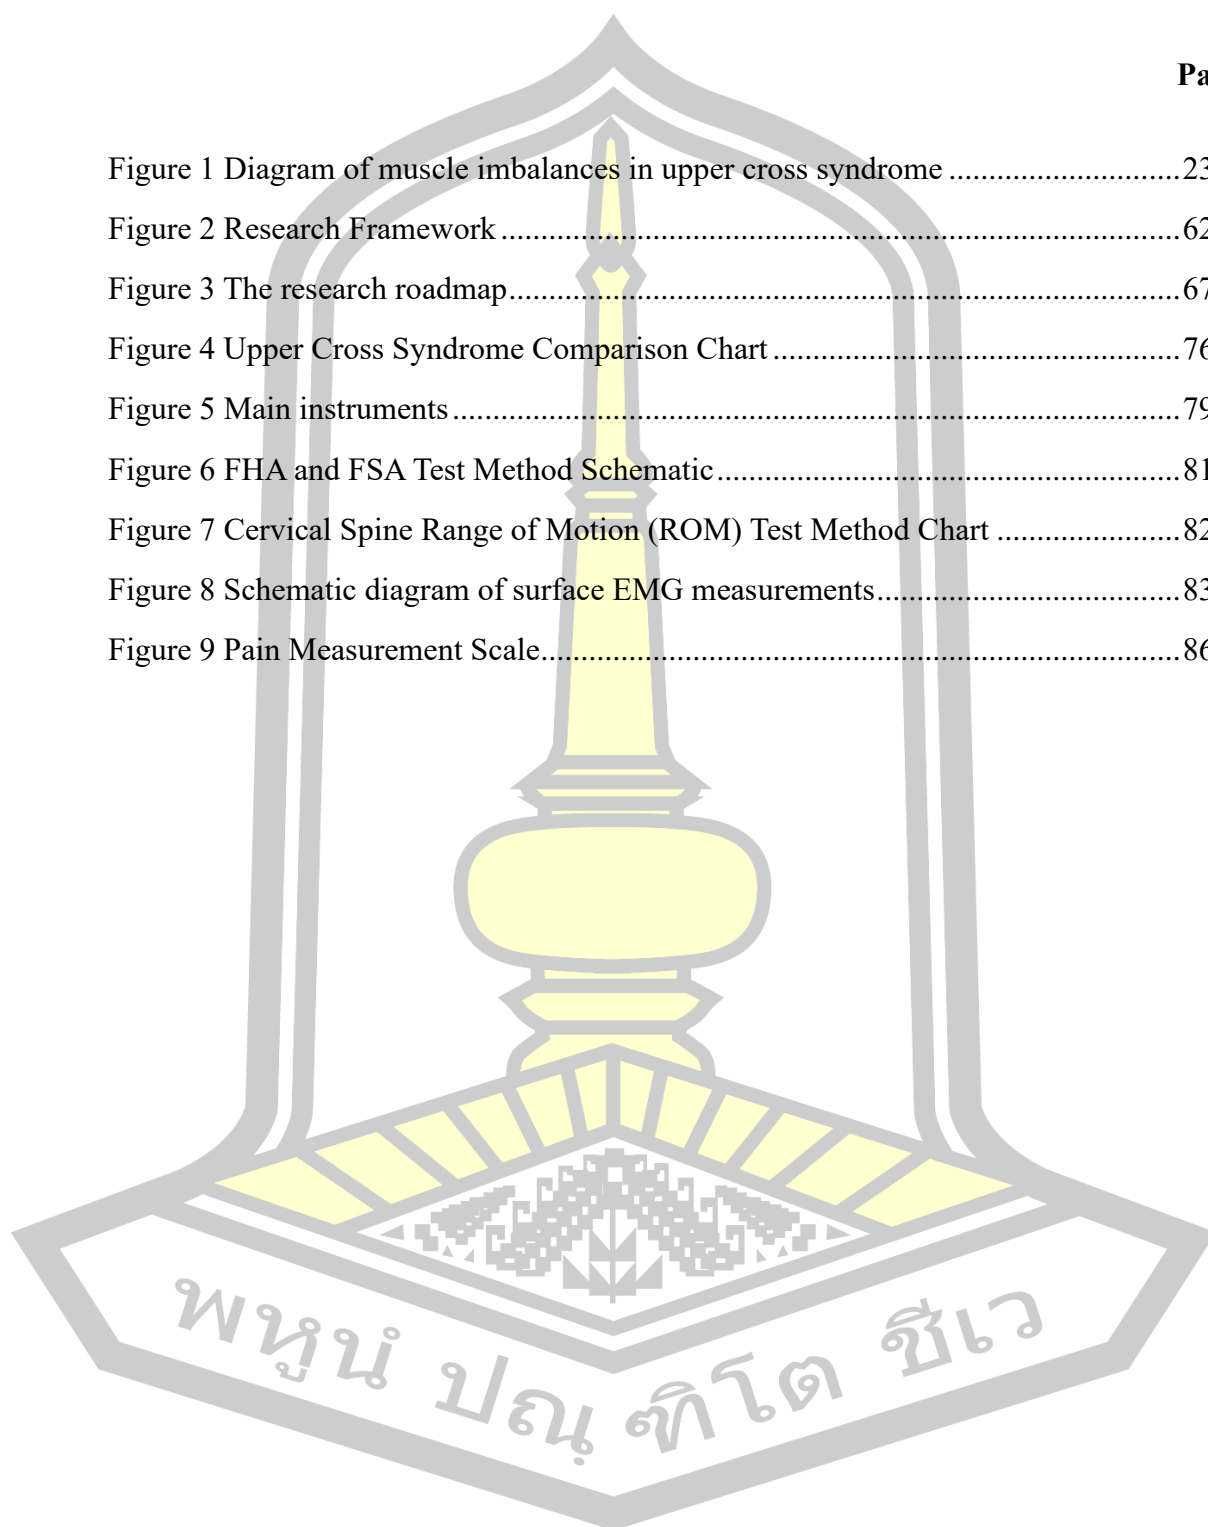 Pa
Figure 1 Diagram of muscle imbalances in upper cross syndrome ..........................23
Figure 2 Research Framework ............................................................................62
Figure 3 The research roadmap...........................................................................67
Figure 4 Upper Cross Syndrome Comparison Chart ..............................................76
Figure 5 Main instruments .................................................................................79
Figure 6 FHA and FSA Test Method Schematic....................................................81
Figure 7 Cervical Spine Range of Motion (ROM) Test Method Chart .....................82
Figure 8 Schematic diagram of surface EMG measurements..................................83
Figure 9 Pain Measurement Scale.......................................................................86
พหูนํ ปณฺฑิโต ชีเว